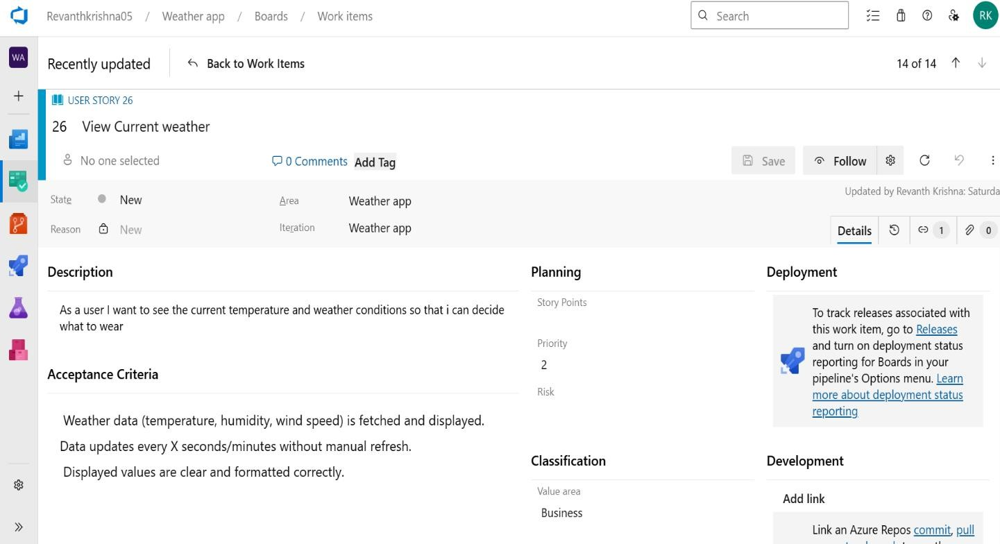 Revanthkrishna05 / Weather app / Boards / Work items
Search
RK
WA
Recently updated
Back to Work Items
14 of 14
USER STORY 26
26 View Current weather
No one selected
0 Comments
Add Tag
Save
Follow
Updated by Revanth Krishna: Saturda
State New
Area Weather app
Reason New
Iteration Weather app
Details
1
0
Description
As a user I want to see the current temperature and weather conditions so that i can decide
what to wear
Acceptance Criteria
Weather data (temperature, humidity, wind speed) is fetched and displayed.
Data updates every X seconds/minutes without manual refresh.
Displayed values are clear and formatted correctly.
Planning
Story Points
Priority
2
Risk
Classification
Value area
Business
Deployment
To track releases associated with
this work item, go to Releases
and turn on deployment status
reporting for Boards in your
pipeline's Options menu. Learn
more about deployment status
reporting
Development
Add link
Link an Azure Repos commit, pull